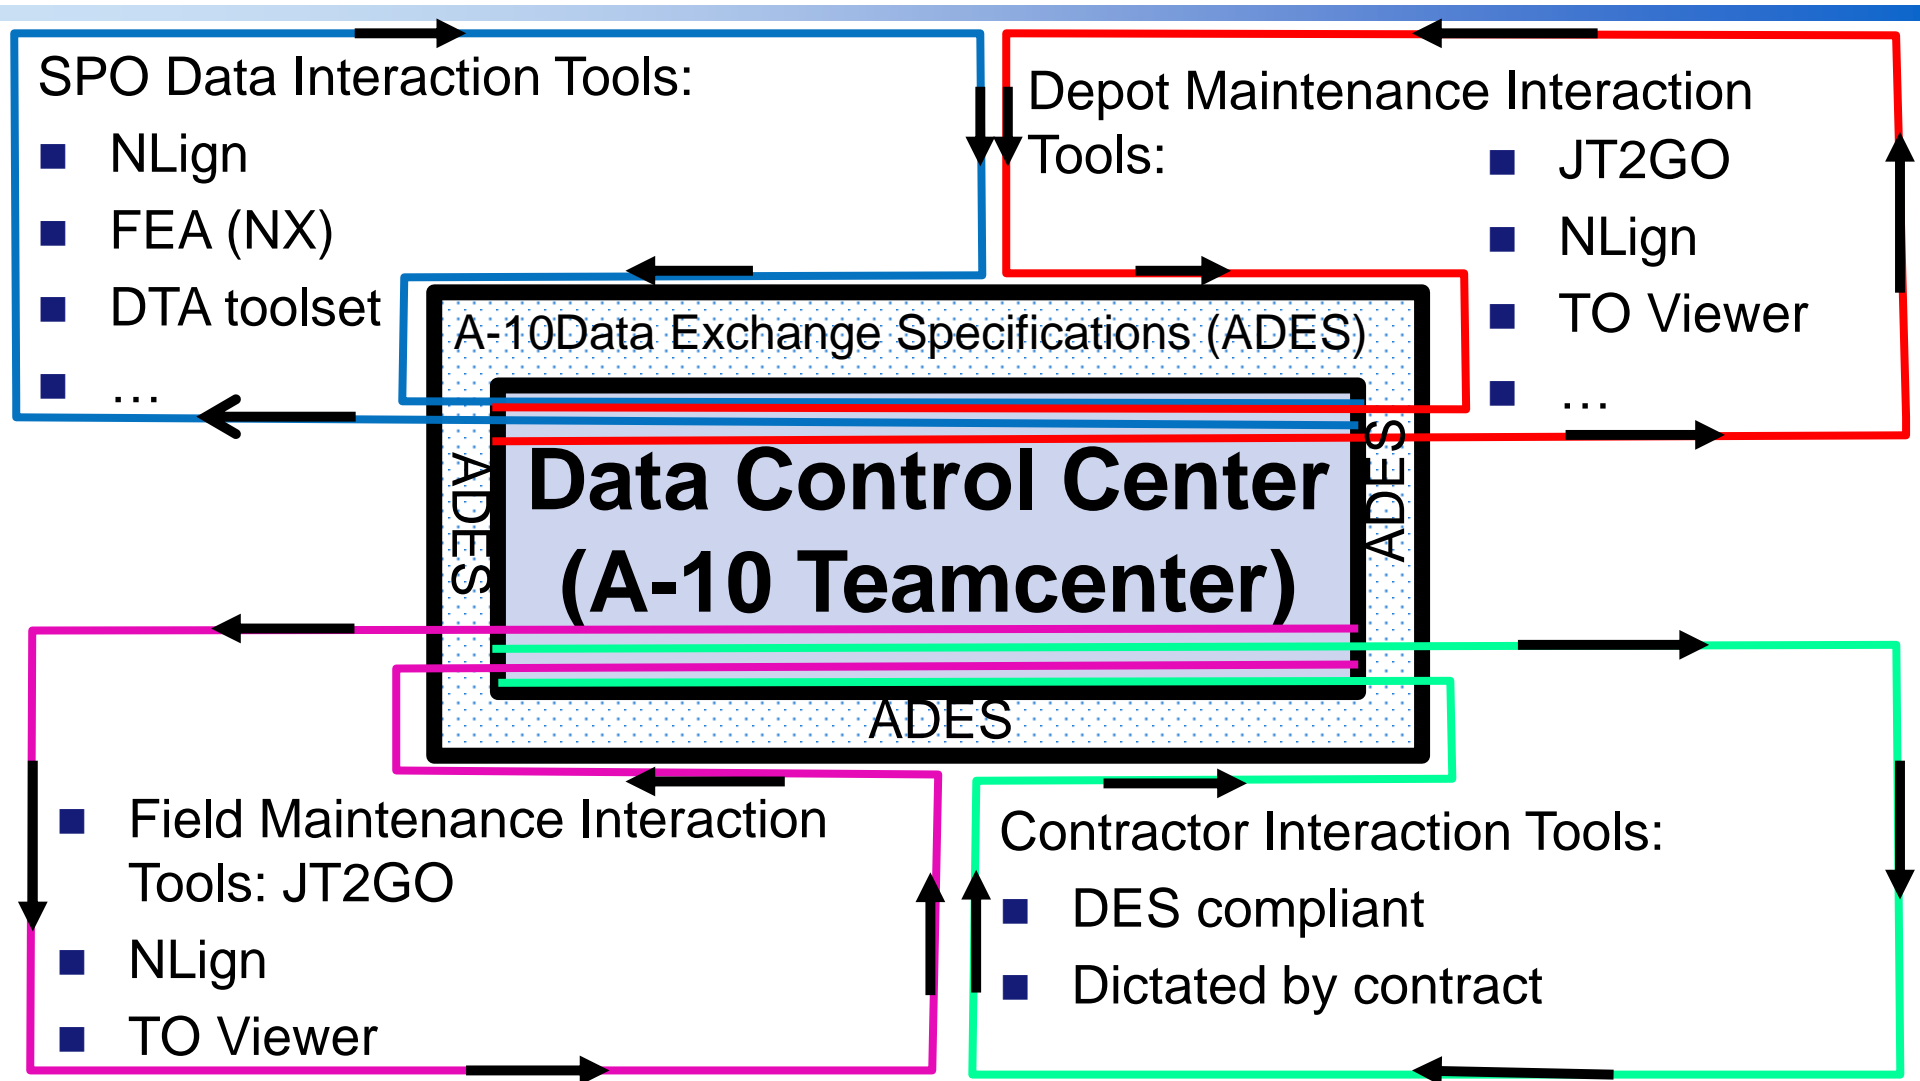 SPO Data Interaction Tools:
NLign
FEA (NX)
DTA toolset
…
Depot Maintenance Interaction
Tools:
JT2GO
NLign
TO Viewer
…
A-10Data Exchange Specifications (ADES)
ADES
Data Control Center
(A-10 Teamcenter)
ADES
ADES
Field Maintenance Interaction
Tools: JT2GO
NLign
TO Viewer
Contractor Interaction Tools:
DES compliant
Dictated by contract